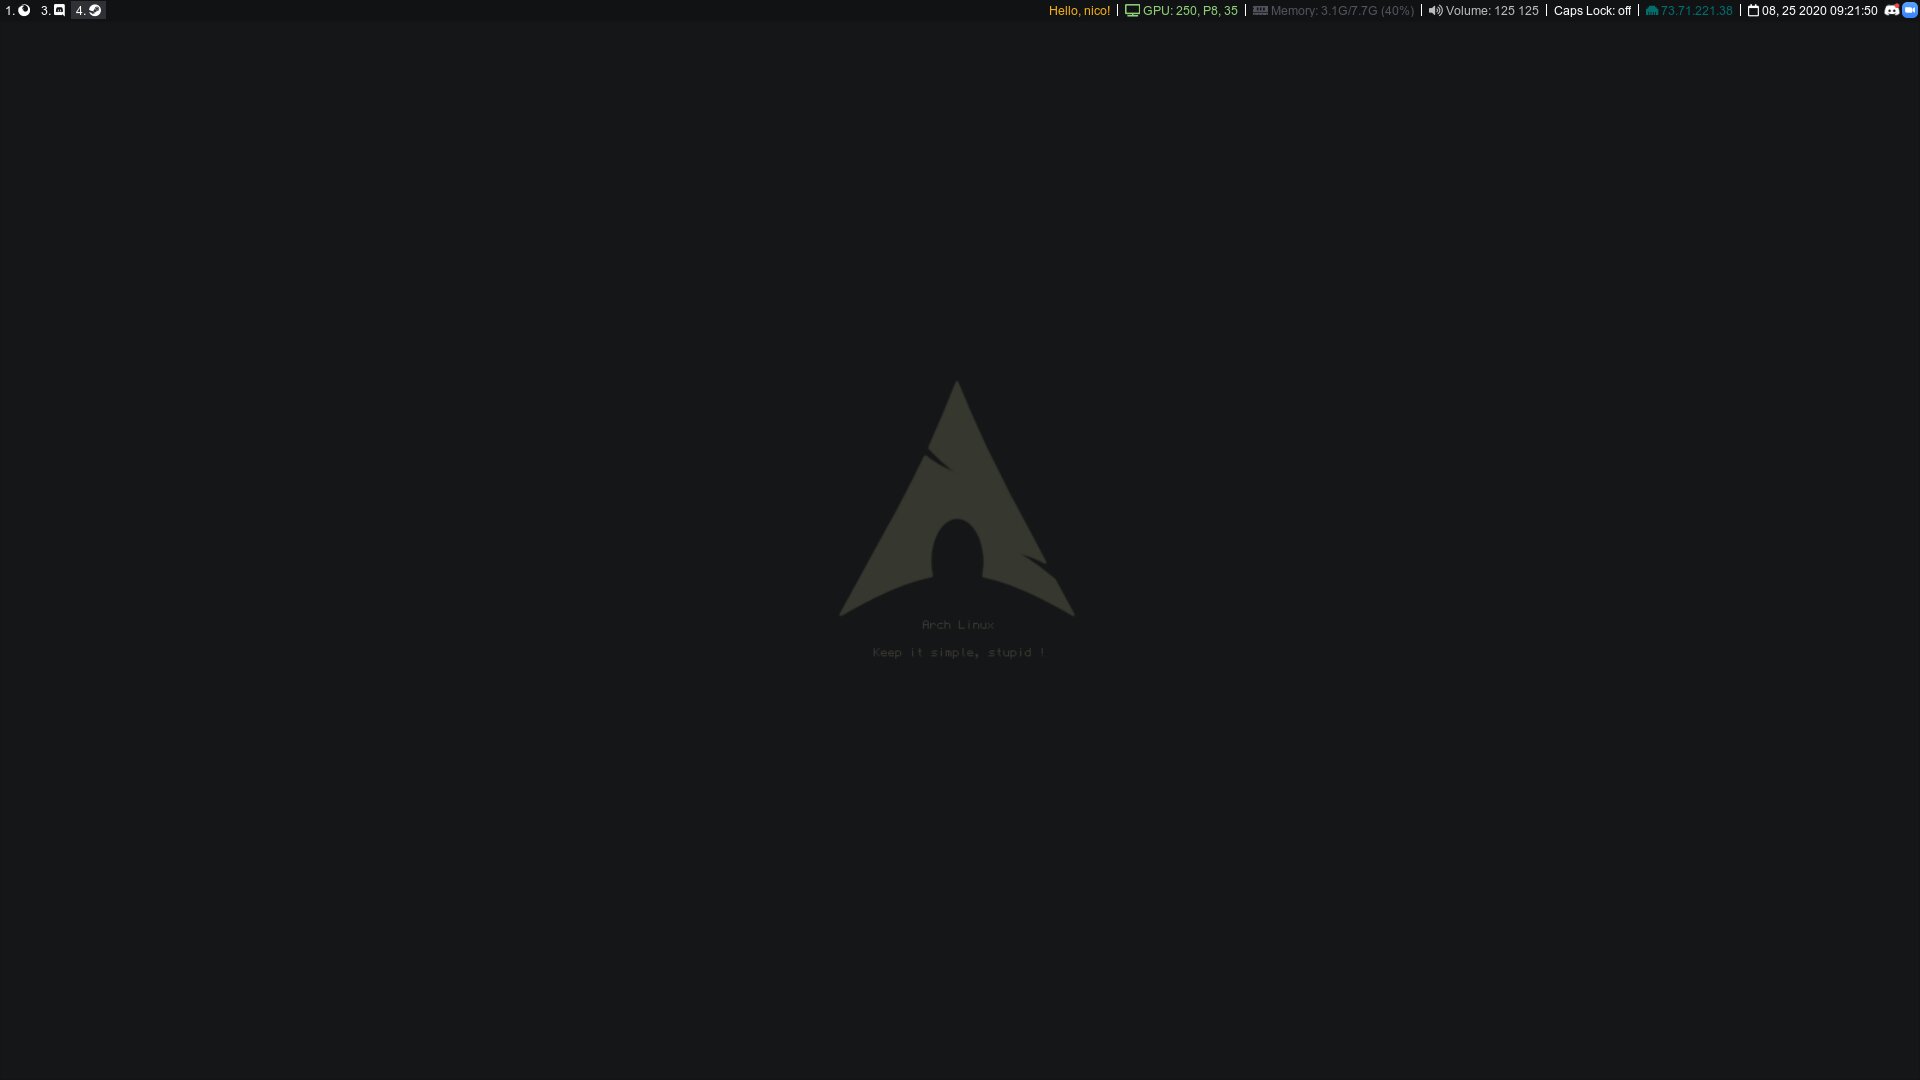 1. 3. 4. Hello, nico! | GPU: 250, P8, 35 | Memory: 3.1G/7.7G (40%) | Volume: 125 125 | Caps Lock: off | 73.71.221.38 | 08, 25 2020 09:21:50
Arch Linux
Keep it simple, stupid !